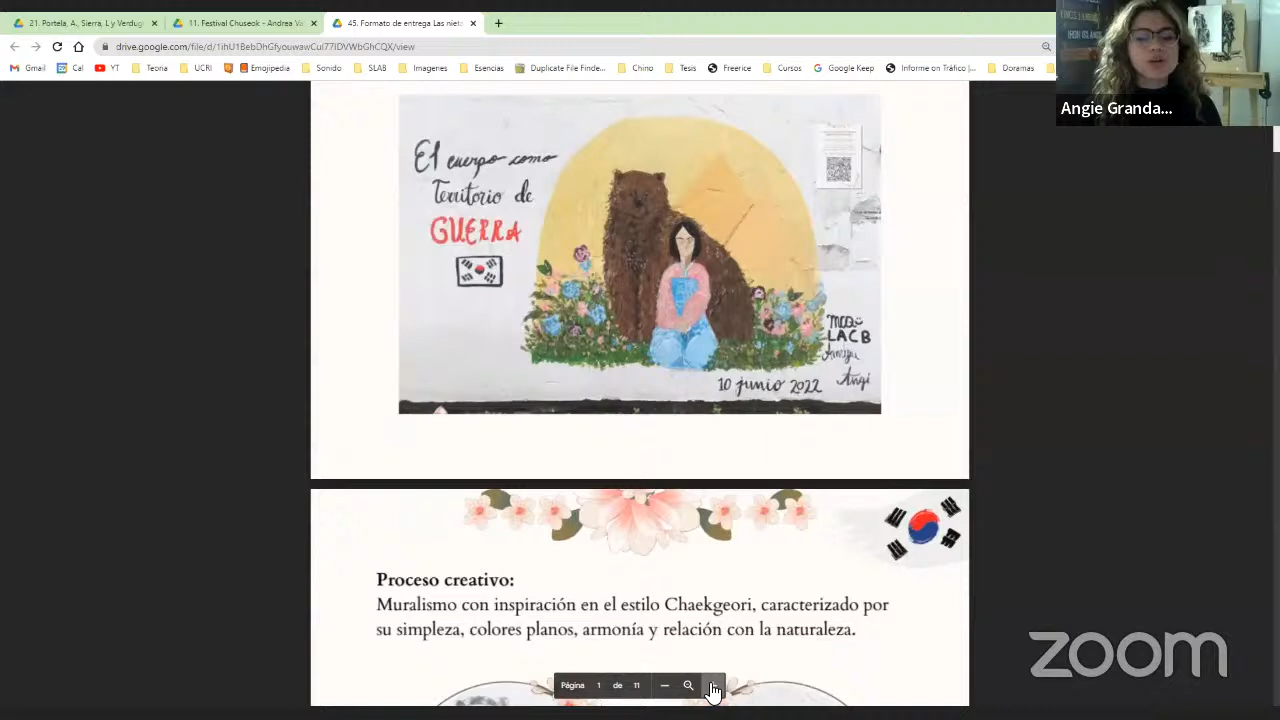 21. Portela, A., Sierra, L y Verdug
11. Festival Chuseok - Andrea Va
45. Formato de entrega Las niet
drive.google.com/file/d/1ihU1BebDhGfyouwawCul77IDVWbGhCQX/view
Gmail
Cal
YT
Teoria
UCRI
Emojipedia
Sonido
SLAB
Imagenes
Esencias
Duplicate File Finde...
Chino
Tesis
Freerice
Cursos
Google Keep
Informe on Tráfico |...
Doramas
Angie Granda...
El cuerpo como
Territorio de
GUERRA
LACB
Angi
10 junio 2022
Proceso creativo:
Muralismo con inspiración en el estilo Chaekgeori, caracterizado por
su simpleza, colores planos, armonía y relación con la naturaleza.
Página 1 de 11
zoom